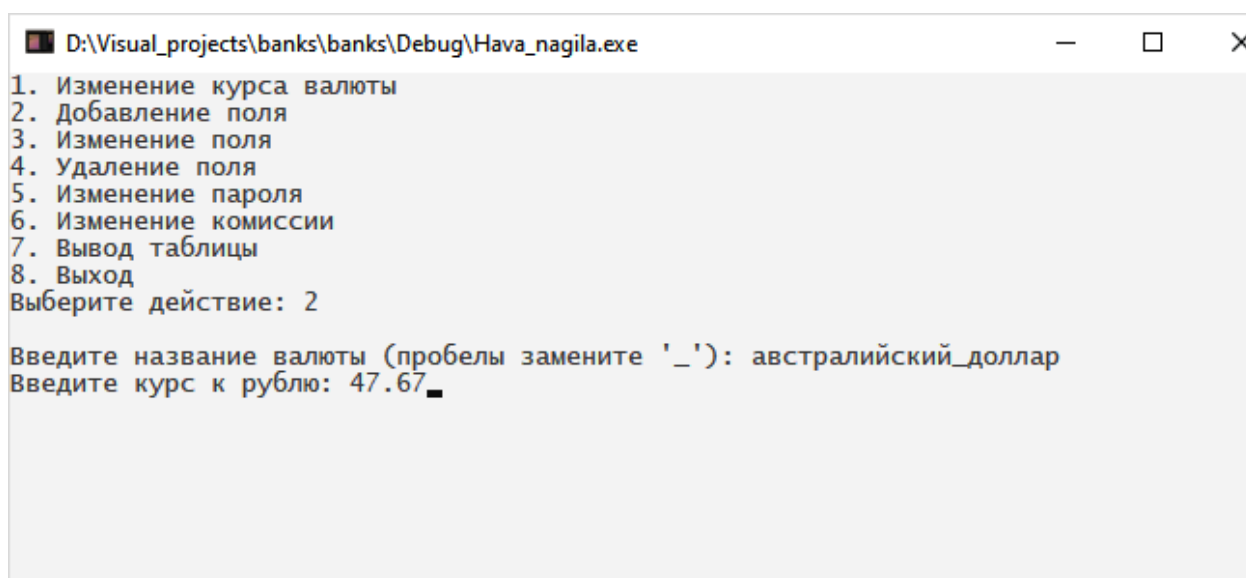 D:\Visual_projects\banks\banks\Debug\Hava_nagila.exe
1. Изменение курса валюты
2. Добавление поля
3. Изменение поля
4. Удаление поля
5. Изменение пароля
6. Изменение комиссии
7. Вывод таблицы
8. Выход
Выберите действие: 2
Введите название валюты (пробелы замените '_'): австралийский_доллар
Введите курс к рублю: 47.67